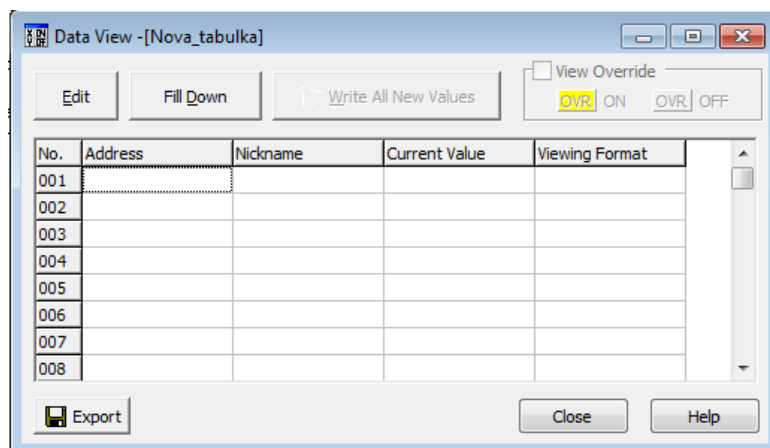 Data View -[Nova_tabulka]
View Override
Edit Fill Down Write All New Values OVR ON OVR OFF
No. Address Nickname Current Value Viewing Format
001
002
003
004
005
006
007
008
Export Close Help